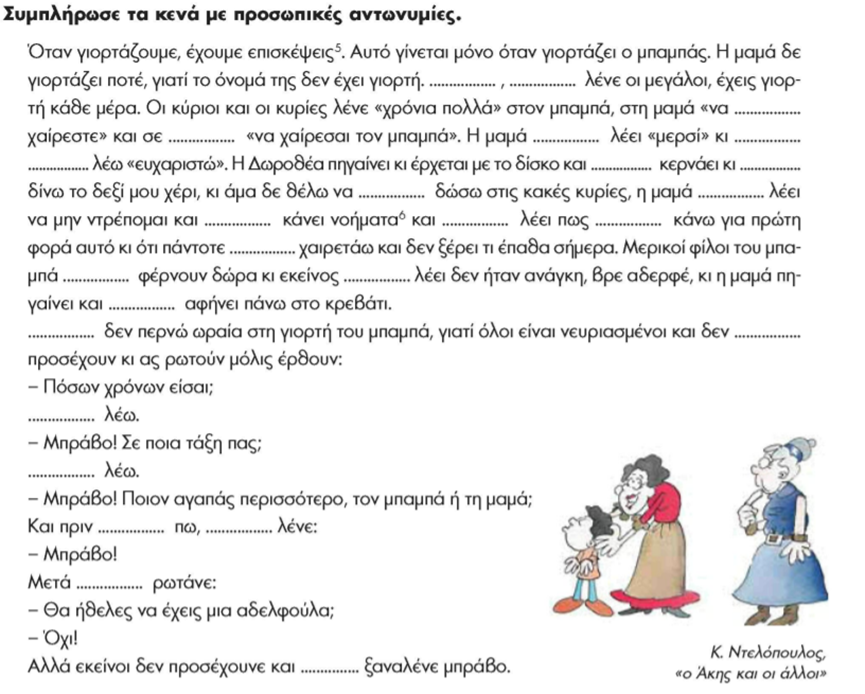 Συμπλήρωσε τα κενά με προσωπικές αντωνυμίες.
Όταν γιορτάζουμε, έχουμε επισκέψεις⁵. Αυτό γίνεται μόνο όταν γιορτάζει ο μπαμπάς. Η μαμά δε
γιορτάζει ποτέ, γιατί το όνομά της δεν έχει γιορτή. ................. , ................. λένε οι μεγάλοι, έχεις γιορ-
τή κάθε μέρα. Οι κύριοι και οι κυρίες λένε «χρόνια πολλά» στον μπαμπά, στη μαμά «να .................
χαίρεστε» και σε ................. «να χαίρεσαι τον μπαμπά». Η μαμά ................. λέει «μερσί» κι .................
................ λέω «ευχαριστώ». Η Δωροθέα πηγαίνει κι έρχεται με το δίσκο και ................ κερνάει κι ................
δίνω το δεξί μου χέρι, κι άμα δε θέλω να ................. δώσω στις κακές κυρίες, η μαμά ................. λέει
να μην ντρέπομαι και ................. κάνει νοήματα⁶ και ................. λέει πως ................. κάνω για πρώτη
φορά αυτό κι ότι πάντοτε ................. χαιρετάω και δεν ξέρει τι έπαθα σήμερα. Μερικοί φίλοι του μπα-
μπά ................. φέρνουν δώρα κι εκείνος ................. λέει δεν ήταν ανάγκη, βρε αδερφέ, κι η μαμά πη-
γαίνει και ................. αφήνει πάνω στο κρεβάτι.
................. δεν περνώ ωραία στη γιορτή του μπαμπά, γιατί όλοι είναι νευριασμένοι και δεν .................
προσέχουν κι ας ρωτούν μόλις έρθουν:
– Πόσων χρόνων είσαι;
................. λέω.
– Μπράβο! Σε ποια τάξη πας;
................. λέω.
– Μπράβο! Ποιον αγαπάς περισσότερο, τον μπαμπά ή τη μαμά;
Και πριν ................. πω, ................. λένε:
– Μπράβο!
Μετά ................. ρωτάνε:
– Θα ήθελες να έχεις μια αδελφούλα;
– Όχι!
Αλλά εκείνοι δεν προσέχουνε και ............... ξαναλένε μπράβο.
Κ. Ντελόπουλος,
«ο Άκης και οι άλλοι»